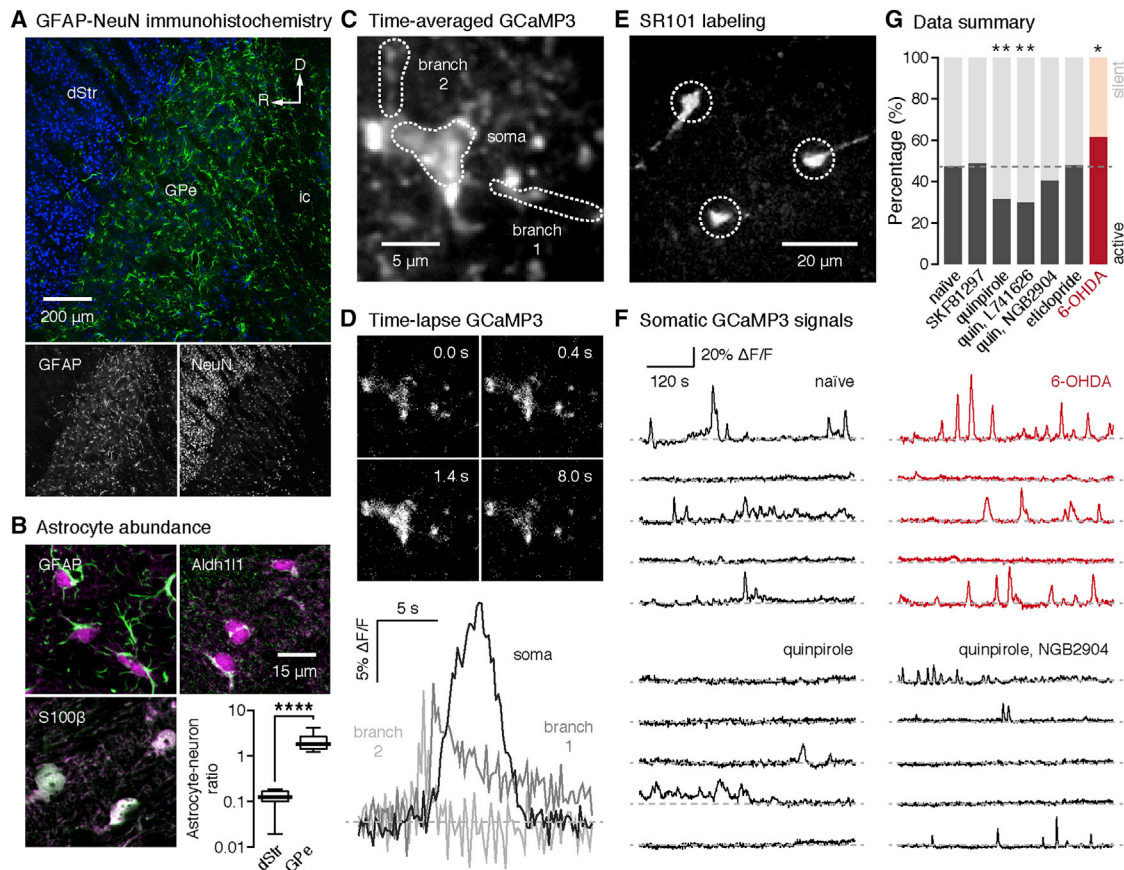 A GFAP-NeuN immunohistochemistry
dStr
D
R
GPe
ic
200 µm
GFAP
NeuN
B Astrocyte abundance
GFAP
Aldh1l1
15 µm
S100β
****
10
1
0.1
0.01
Astrocyte-neuron
ratio
dStr
GPe
C Time-averaged GCaMP3
branch
2
soma
branch
1
5 µm
D Time-lapse GCaMP3
0.0 s
0.4 s
1.4 s
8.0 s
5 s
5% ΔF/F
soma
branch
2
branch
1
E SR101 labeling
20 µm
F Somatic GCaMP3 signals
20% ΔF/F
120 s
naïve
6-OHDA
quinpirole
quinpirole, NGB2904
G Data summary
** ** *
100
80
60
40
20
0
Percentage (%)
silent
active
naïve
SKF81297
quinpirole
quin, L741626
quin, NGB2904
eticlopride
6-OHDA